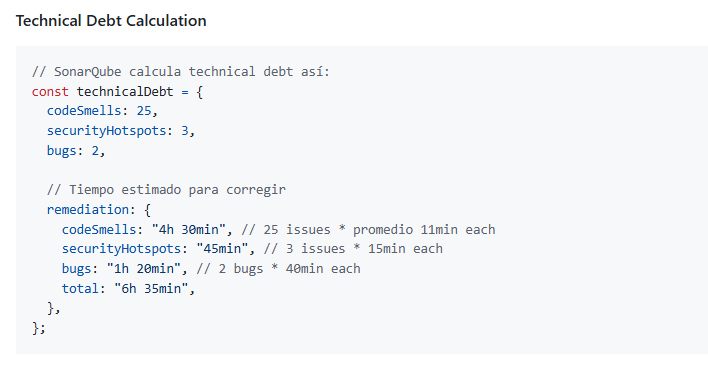 Technical Debt Calculation
// SonarQube calcula technical debt así:
const technicalDebt = {
  codeSmells: 25,
  securityHotspots: 3,
  bugs: 2,

  // Tiempo estimado para corregir
  remediation: {
    codeSmells: "4h 30min", // 25 issues * promedio 11min each
    securityHotspots: "45min", // 3 issues * 15min each
    bugs: "1h 20min", // 2 bugs * 40min each
    total: "6h 35min",
  },
};